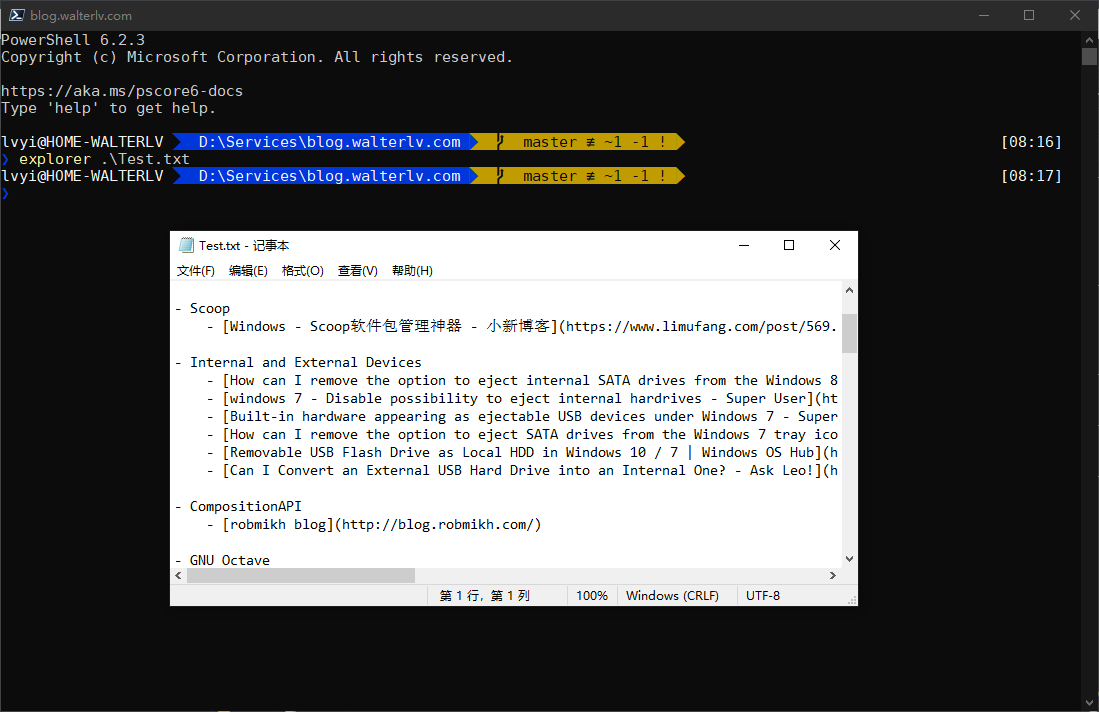 blog.walterlv.com
PowerShell 6.2.3
Copyright (c) Microsoft Corporation. All rights reserved.
https://aka.ms/pscore6-docs
Type 'help' to get help.
lvyi@HOME-WALTERLV D:\Services\blog.walterlv.com master ≢ ~1 -1 ! [08:16]
❯ explorer .\Test.txt
lvyi@HOME-WALTERLV D:\Services\blog.walterlv.com master ≢ ~1 -1 ! [08:17]
❯
Test.txt - 记事本
文件(F) 编辑(E) 格式(O) 查看(V) 帮助(H)
- Scoop
- [Windows - Scoop软件包管理神器 - 小新博客](https://www.limufang.com/post/569.
- Internal and External Devices
- [How can I remove the option to eject internal SATA drives from the Windows 8
- [windows 7 - Disable possibility to eject internal hardrives - Super User](ht
- [Built-in hardware appearing as ejectable USB devices under Windows 7 - Super
- [How can I remove the option to eject SATA drives from the Windows 7 tray ico
- [Removable USB Flash Drive as Local HDD in Windows 10 / 7 | Windows OS Hub](h
- [Can I Convert an External USB Hard Drive into an Internal One? - Ask Leo!](h
- CompositionAPI
- [robmikh blog](http://blog.robmikh.com/)
- GNU Octave
第 1 行，第 1 列 100% Windows (CRLF) UTF-8